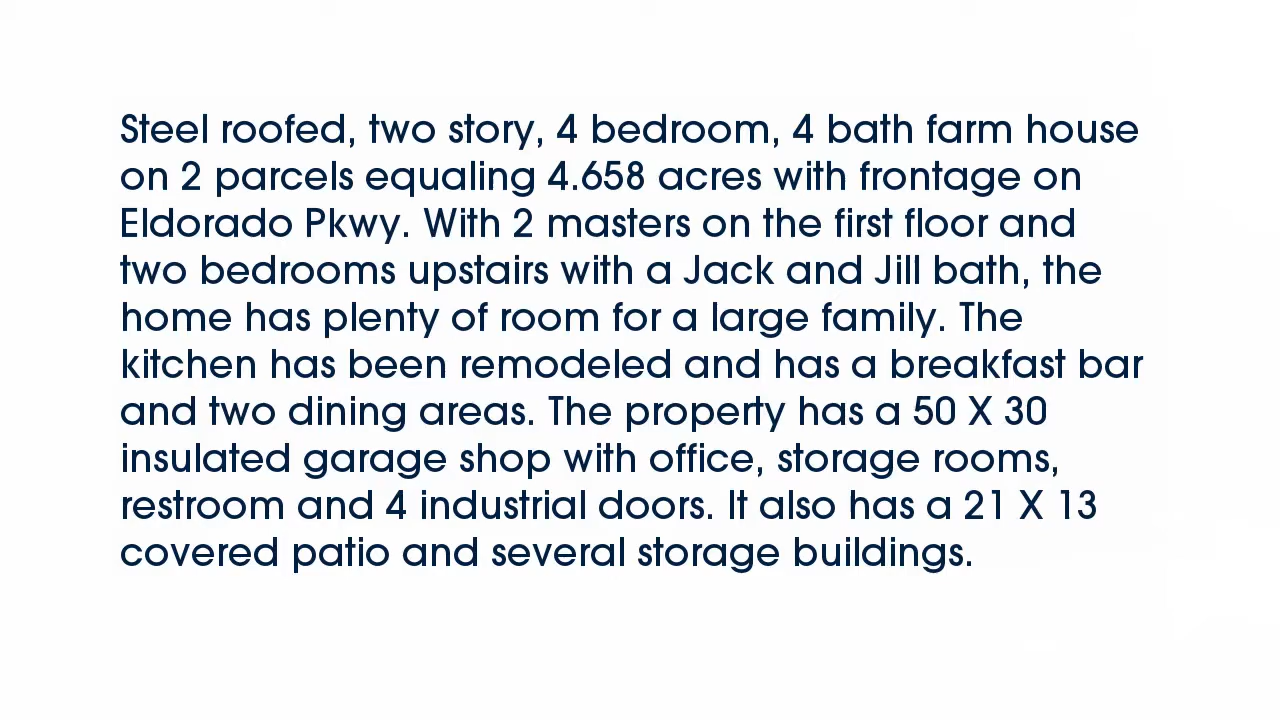 Steel roofed, two story, 4 bedroom, 4 bath farm house
on 2 parcels equaling 4.658 acres with frontage on
Eldorado Pkwy. With 2 masters on the first floor and
two bedrooms upstairs with a Jack and Jill bath, the
home has plenty of room for a large family. The
kitchen has been remodeled and has a breakfast bar
and two dining areas. The property has a 50 X 30
insulated garage shop with office, storage rooms,
restroom and 4 industrial doors. It also has a 21 X 13
covered patio and several storage buildings.